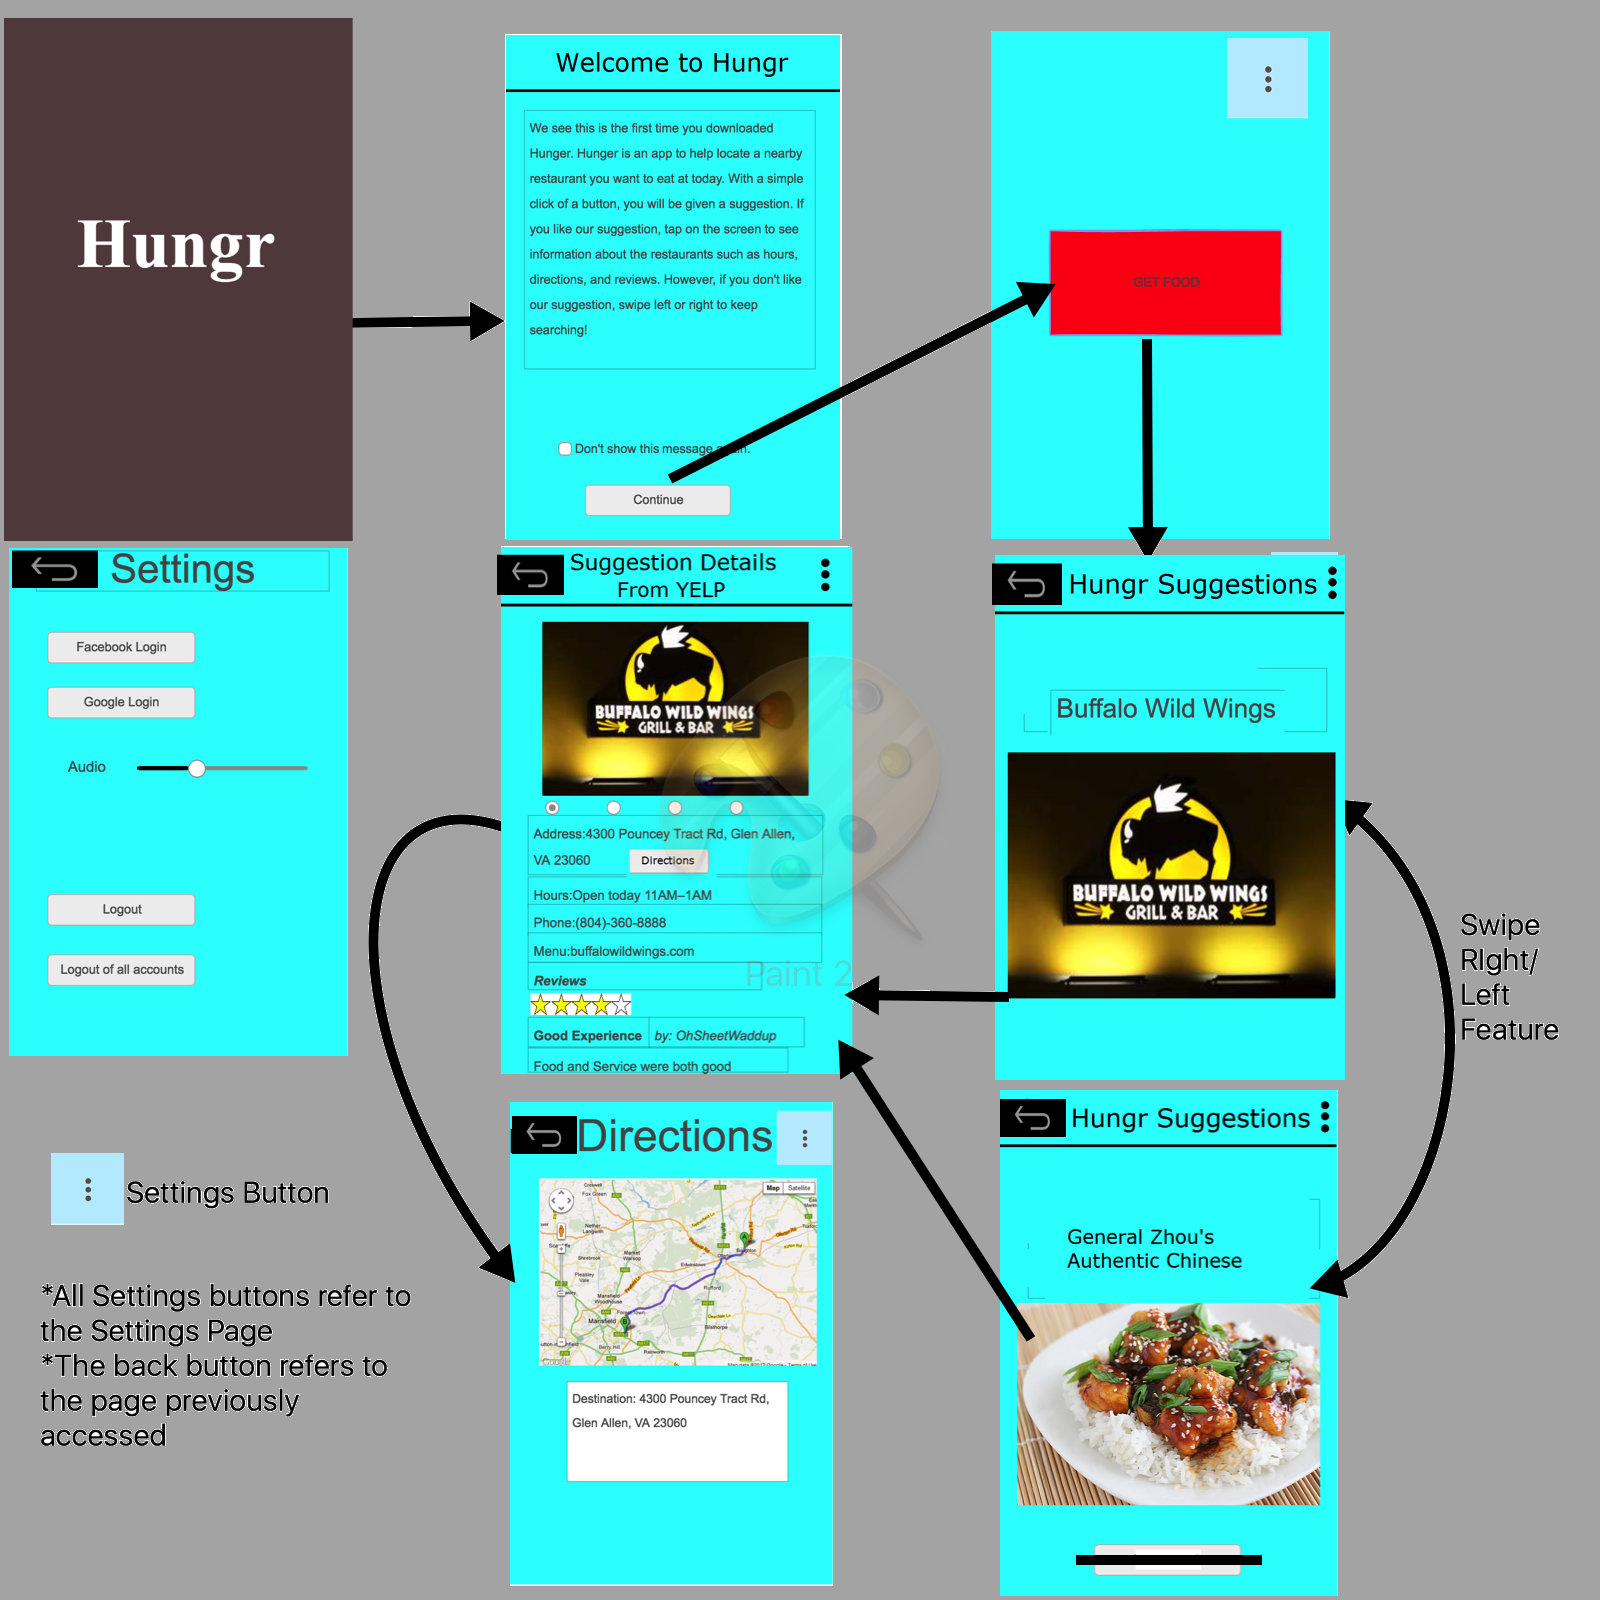 Hungr
Welcome to Hungr
We see this is the first time you downloaded
Hunger. Hunger is an app to help locate a nearby
restaurant you want to eat at today. With a simple
click of a button, you will be given a suggestion. If
you like our suggestion, tap on the screen to see
information about the restaurants such as hours,
directions, and reviews. However, if you don't like
our suggestion, swipe left or right to keep
searching!
Don't show this message
Continue
GET FOOD
Settings
Facebook Login
Google Login
Audio
Logout
Logout of all accounts
Suggestion Details
From YELP
BUFFALO WILD WINGS
GRILL & BAR
Address:4300 Pouncey Tract Rd, Glen Allen,
VA 23060
Directions
Hours:Open today 11AM–1AM
Phone:(804)-360-8888
Menu:buffalowildwings.com
Reviews
Good Experience
by: OhSheetWaddup
Food and Service were both good
Paint 2
Hungr Suggestions
Buffalo Wild Wings
BUFFALO WILD WINGS
GRILL & BAR
Swipe
RIght/
Left
Feature
Settings Button
*All Settings buttons refer to
the Settings Page
*The back button refers to
the page previously
accessed
Directions
Map
Satellite
Mansfield
Destination: 4300 Pouncey Tract Rd,
Glen Allen, VA 23060
Hungr Suggestions
General Zhou's
Authentic Chinese